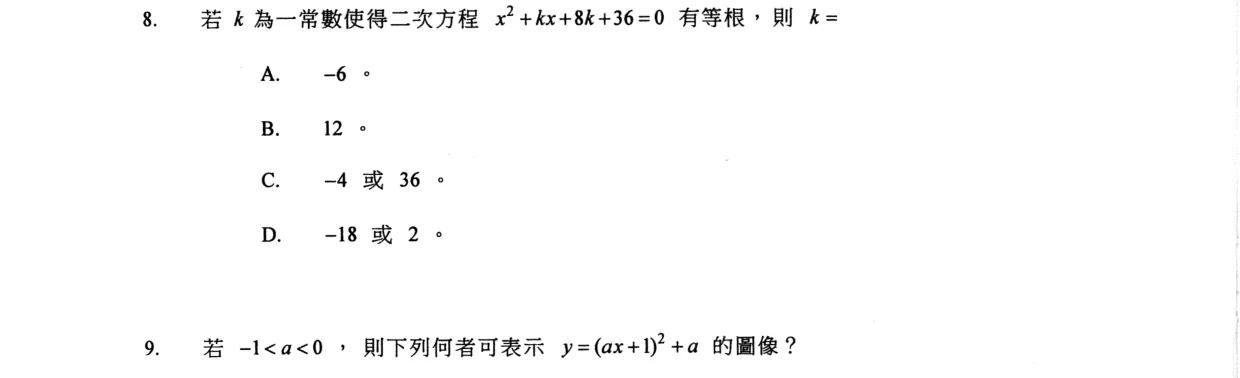 8. 若 k 為一常數使得二次方程 x² + kx + 8k + 36 = 0 有等根，則 k =
A. −6 。
B. 12 。
C. −4 或 36 。
D. −18 或 2 。
9. 若 −1 < a < 0 ，則下列何者可表示 y = (ax + 1)² + a 的圖像？